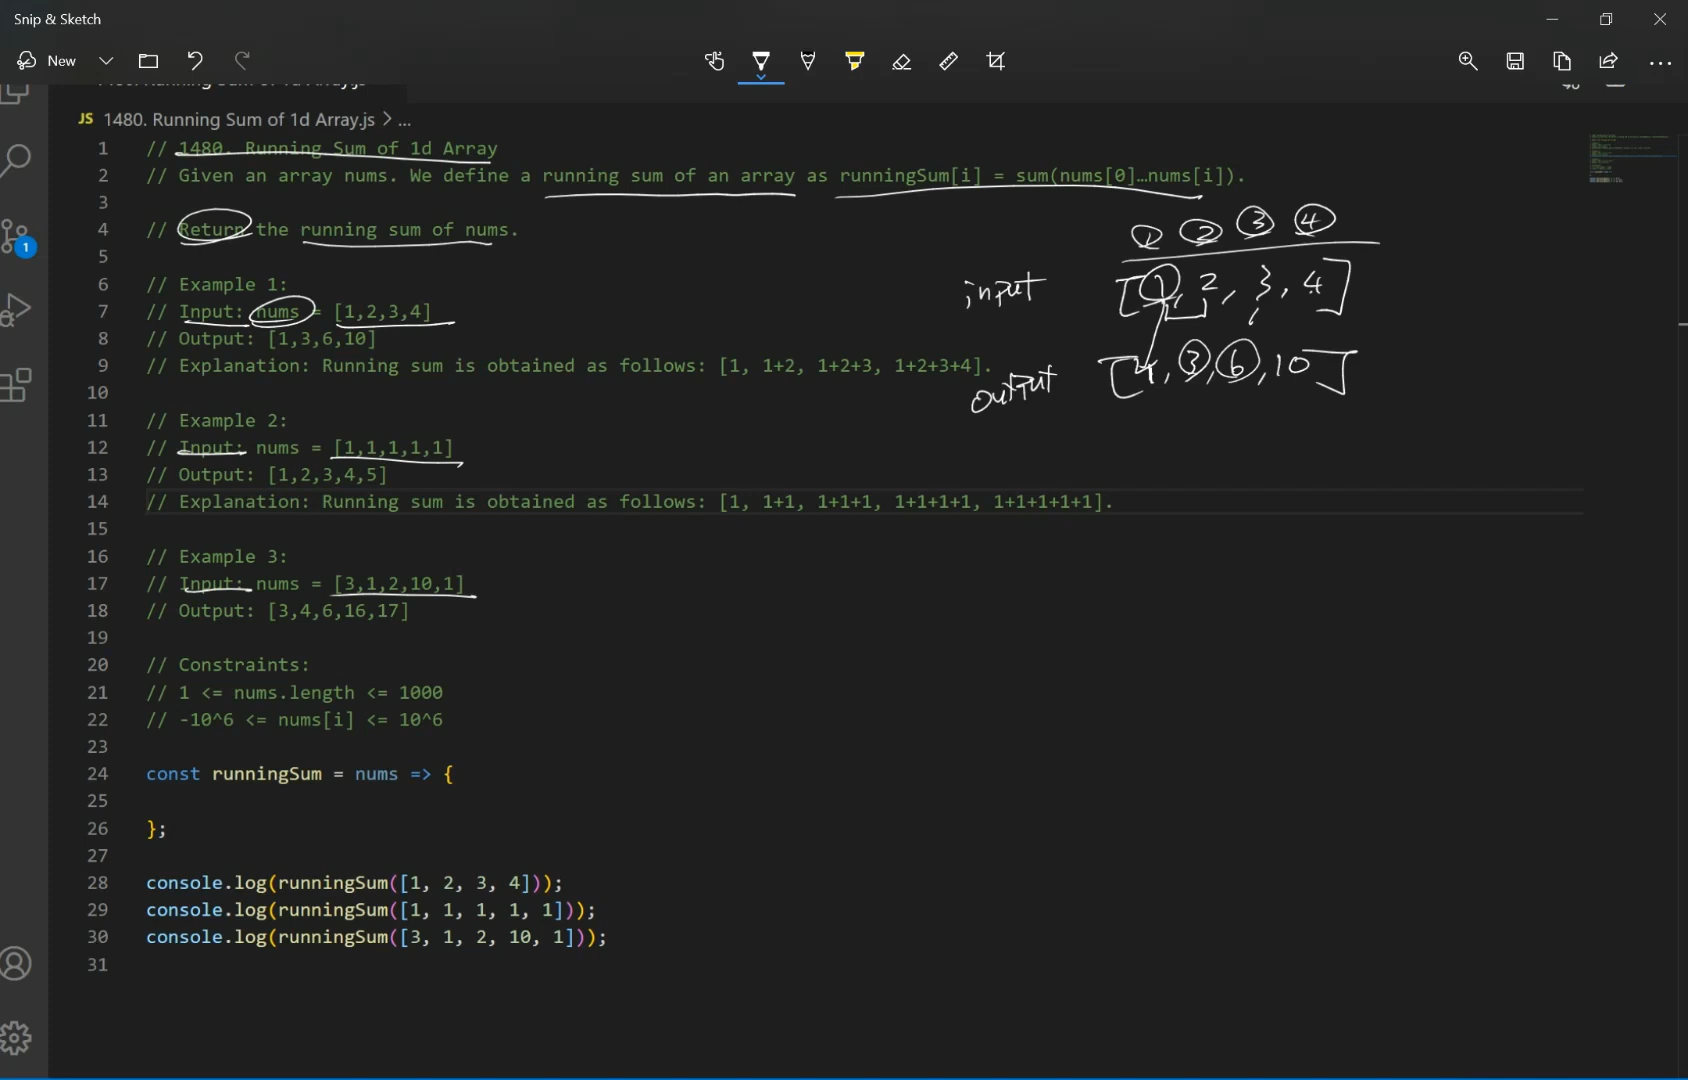 Snip & Sketch
New
1480. Running Sum of 1d Array.js
JS 1480. Running Sum of 1d Array.js > ...
1 // 1480. Running Sum of 1d Array
2 // Given an array nums. We define a running sum of an array as runningSum[i] = sum(nums[0]…nums[i]).
3
4 // Return the running sum of nums.
① ② ③ ④
5
6 // Example 1:
input [1, 2, 3, 4]
7 // Input: nums = [1,2,3,4]
8 // Output: [1,3,6,10]
9 // Explanation: Running sum is obtained as follows: [1, 1+2, 1+2+3, 1+2+3+4].
output [1, 3, 6, 10]
10
11 // Example 2:
12 // Input: nums = [1,1,1,1,1]
13 // Output: [1,2,3,4,5]
14 // Explanation: Running sum is obtained as follows: [1, 1+1, 1+1+1, 1+1+1+1, 1+1+1+1+1].
15
16 // Example 3:
17 // Input: nums = [3,1,2,10,1]
18 // Output: [3,4,6,16,17]
19
20 // Constraints:
21 // 1 <= nums.length <= 1000
22 // -10^6 <= nums[i] <= 10^6
23
24 const runningSum = nums => {
25
26 };
27
28 console.log(runningSum([1, 2, 3, 4]));
29 console.log(runningSum([1, 1, 1, 1, 1]));
30 console.log(runningSum([3, 1, 2, 10, 1]));
31
1